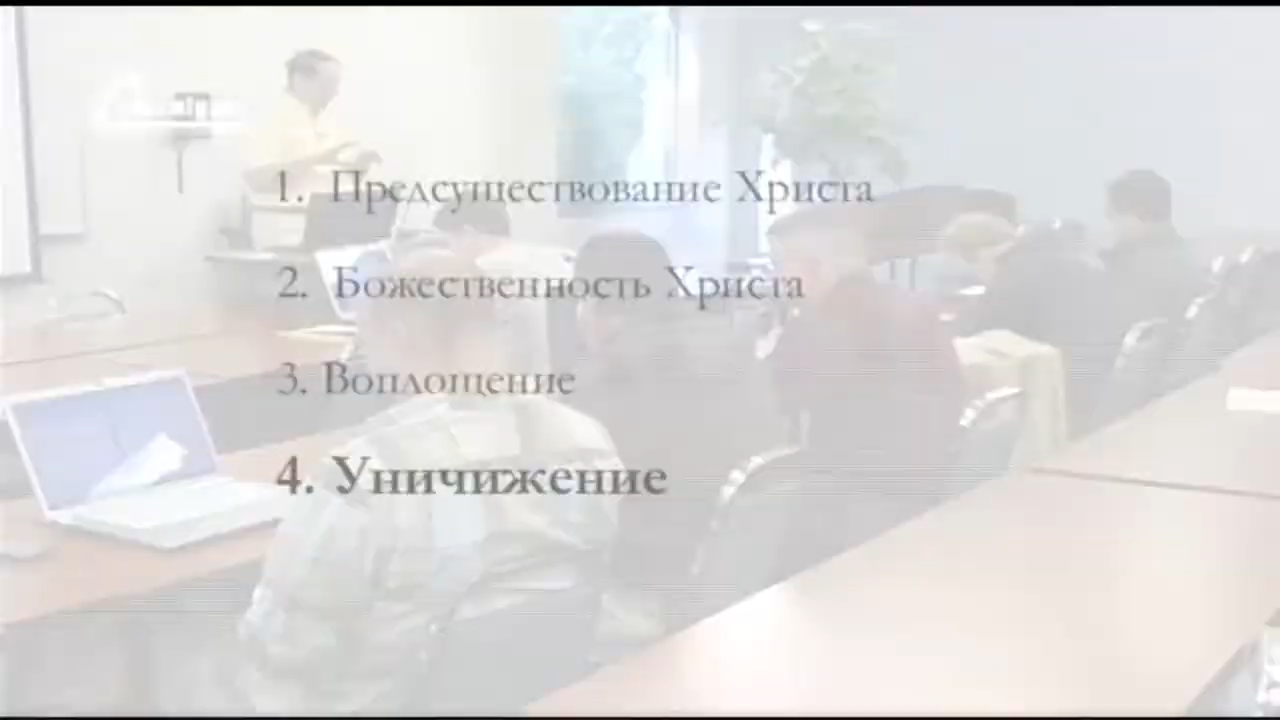 1. Предсуществование Христа
2. Божественность Христа
3. Воплощение
4. Уничижение